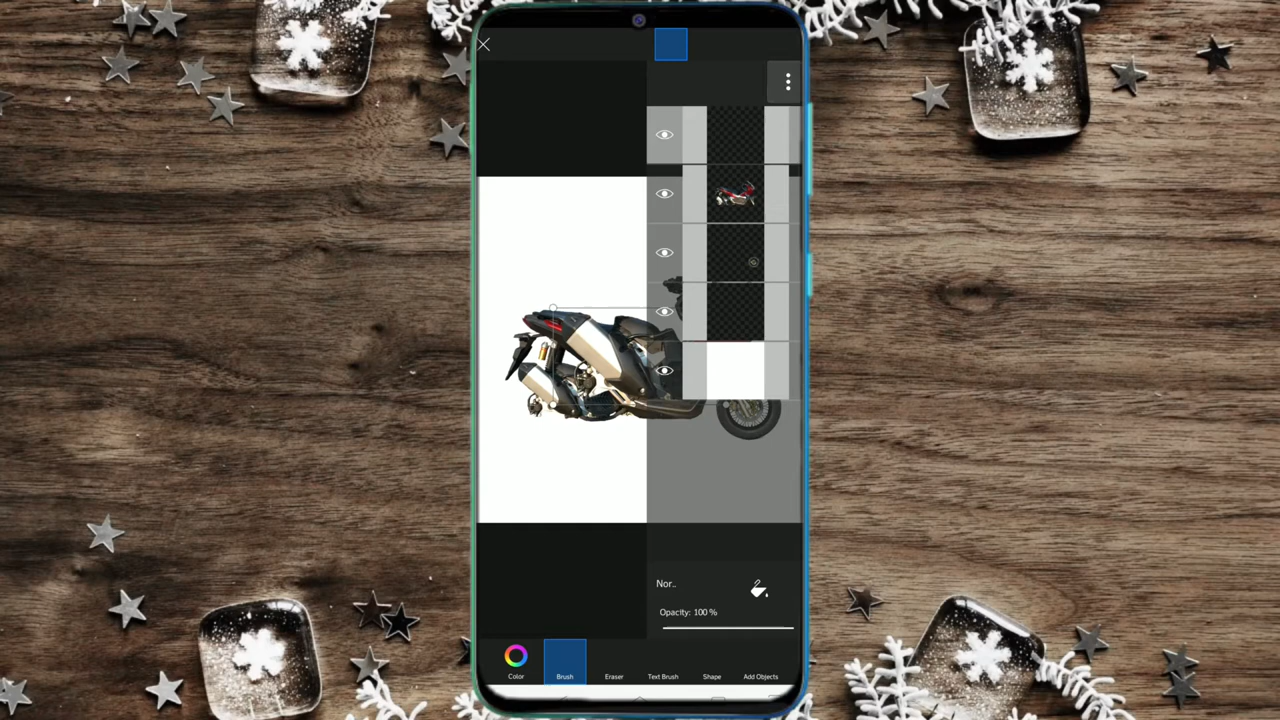 Nor..
Opacity: 100 %
Color
Brush
Eraser
Text Brush
Shape
Add Objects